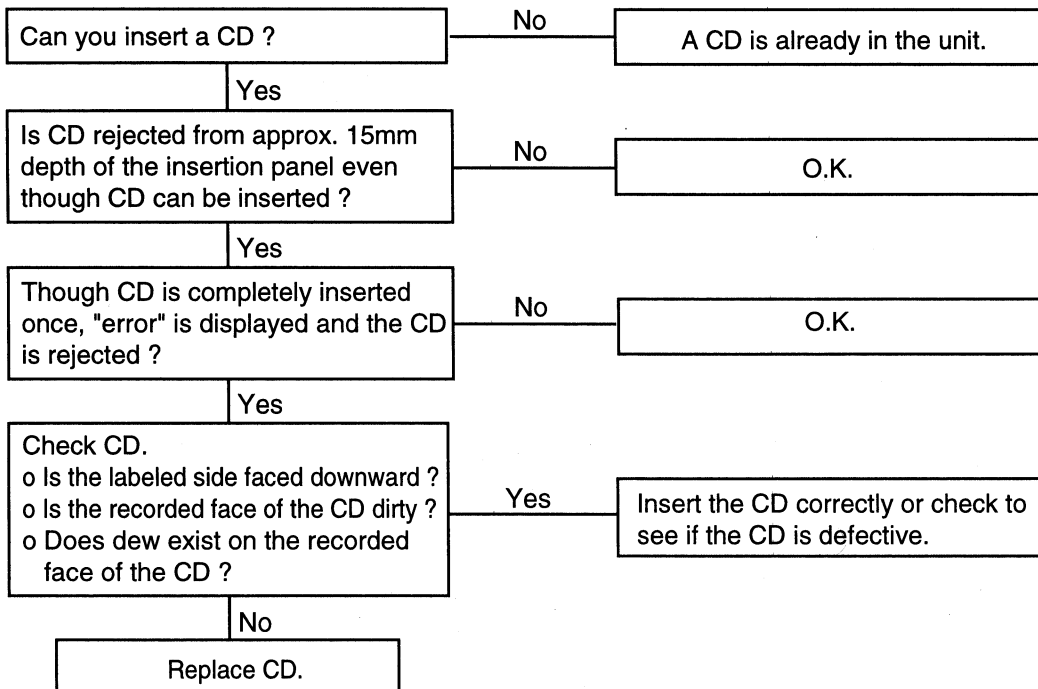 Can you insert a CD ?
No
A CD is already in the unit.
Yes
Is CD rejected from approx. 15mm
depth of the insertion panel even
though CD can be inserted ?
No
O.K.
Yes
Though CD is completely inserted
once, "error" is displayed and the CD
is rejected ?
No
O.K.
Yes
Check CD.
o Is the labeled side faced downward ?
o Is the recorded face of the CD dirty ?
o Does dew exist on the recorded
face of the CD ?
Yes
Insert the CD correctly or check to
see if the CD is defective.
No
Replace CD.